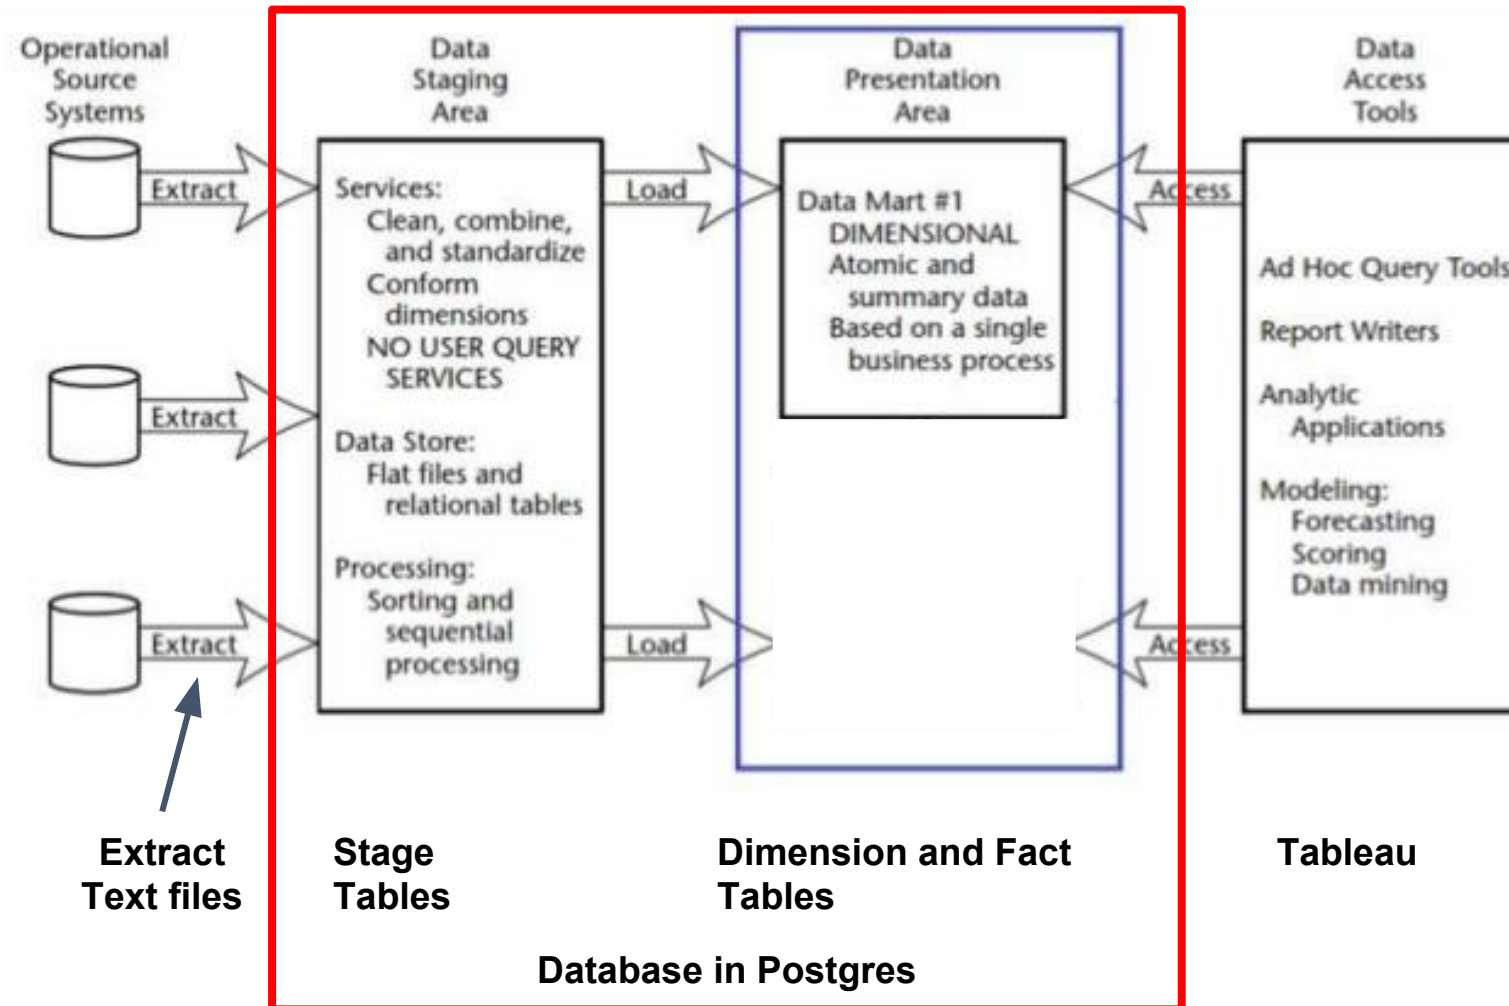 Operational
Source
Systems
Data
Staging
Area
Data
Presentation
Area
Data
Access
Tools
Extract
Extract
Extract
Services:
Clean, combine,
and standardize
Conform
dimensions
NO USER QUERY
SERVICES
Data Store:
Flat files and
relational tables
Processing:
Sorting and
sequential
processing
Load
Load
Data Mart #1
DIMENSIONAL
Atomic and
summary data
Based on a single
business process
Access
Access
Ad Hoc Query Tools
Report Writers
Analytic
Applications
Modeling:
Forecasting
Scoring
Data mining
Extract
Text files
Stage
Tables
Dimension and Fact
Tables
Tableau
Database in Postgres